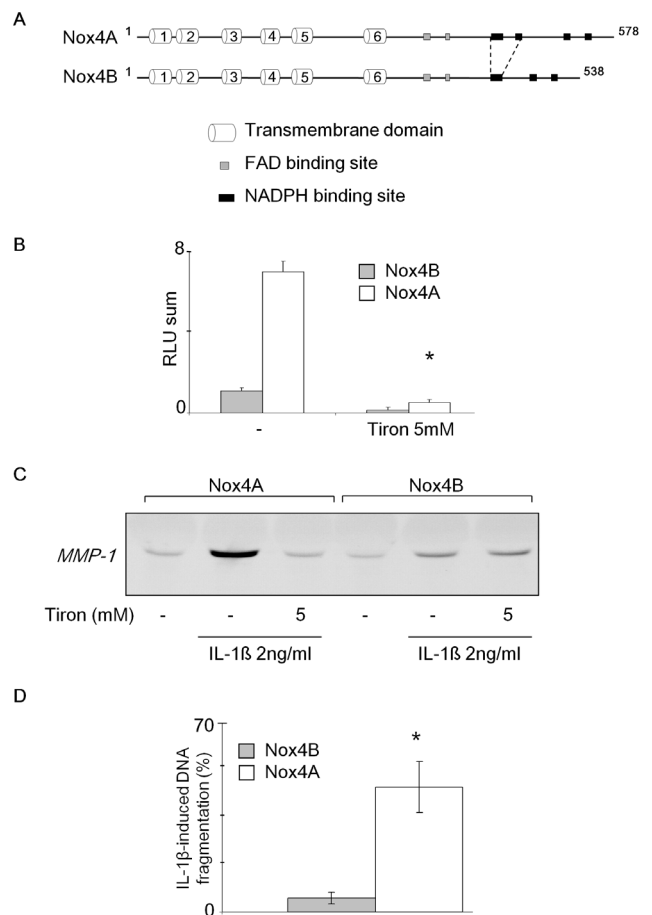 A
Nox4A 1 1 2 3 4 5 6 578
Nox4B 1 1 2 3 4 5 6 538
Transmembrane domain
FAD binding site
NADPH binding site
B
8
RLU sum
0
Nox4B
Nox4A
*
- Tiron 5mM
C
Nox4A Nox4B
MMP-1
Tiron (mM) - - 5 - - 5
IL-1ß 2ng/ml IL-1ß 2ng/ml
D
70
IL-1β-induced DNA
fragmentation (%)
0
Nox4B
Nox4A
*